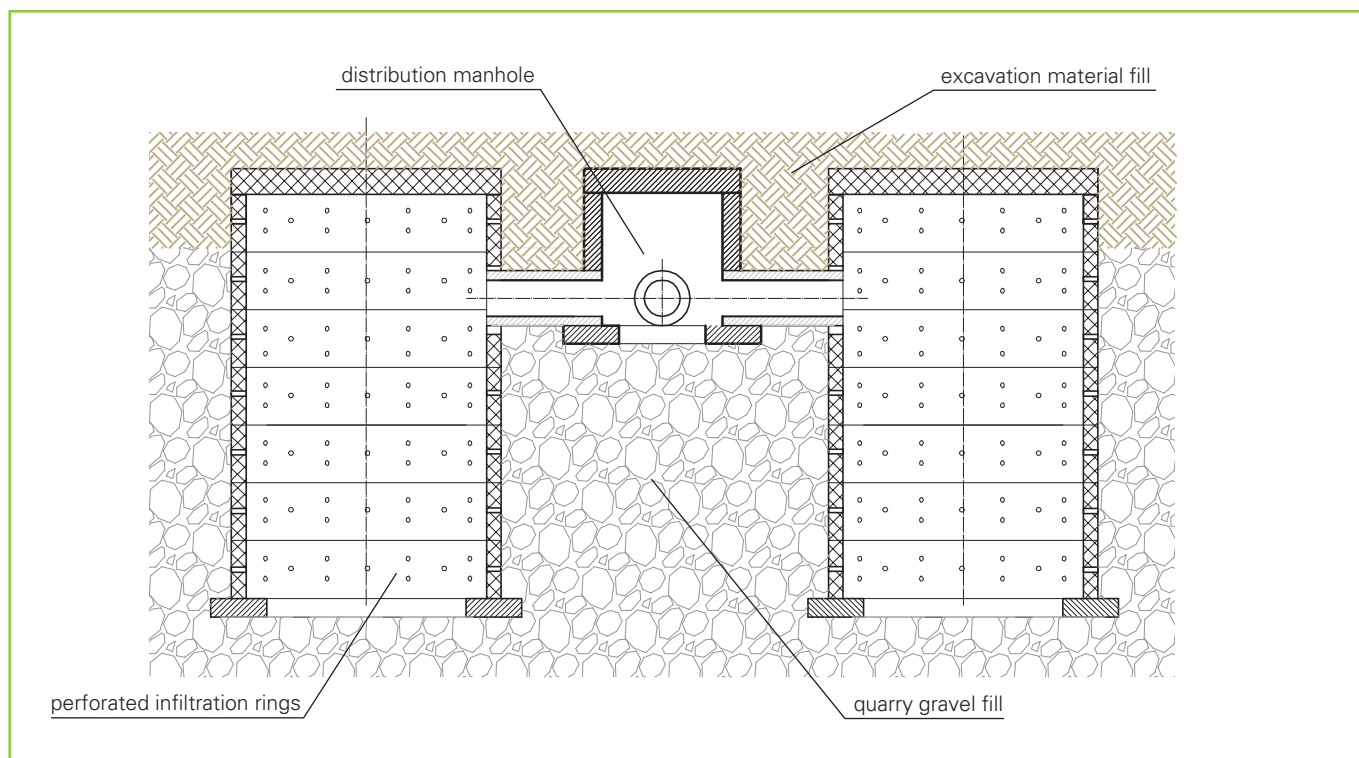 distribution manhole
excavation material fill
perforated infiltration rings
quarry gravel fill